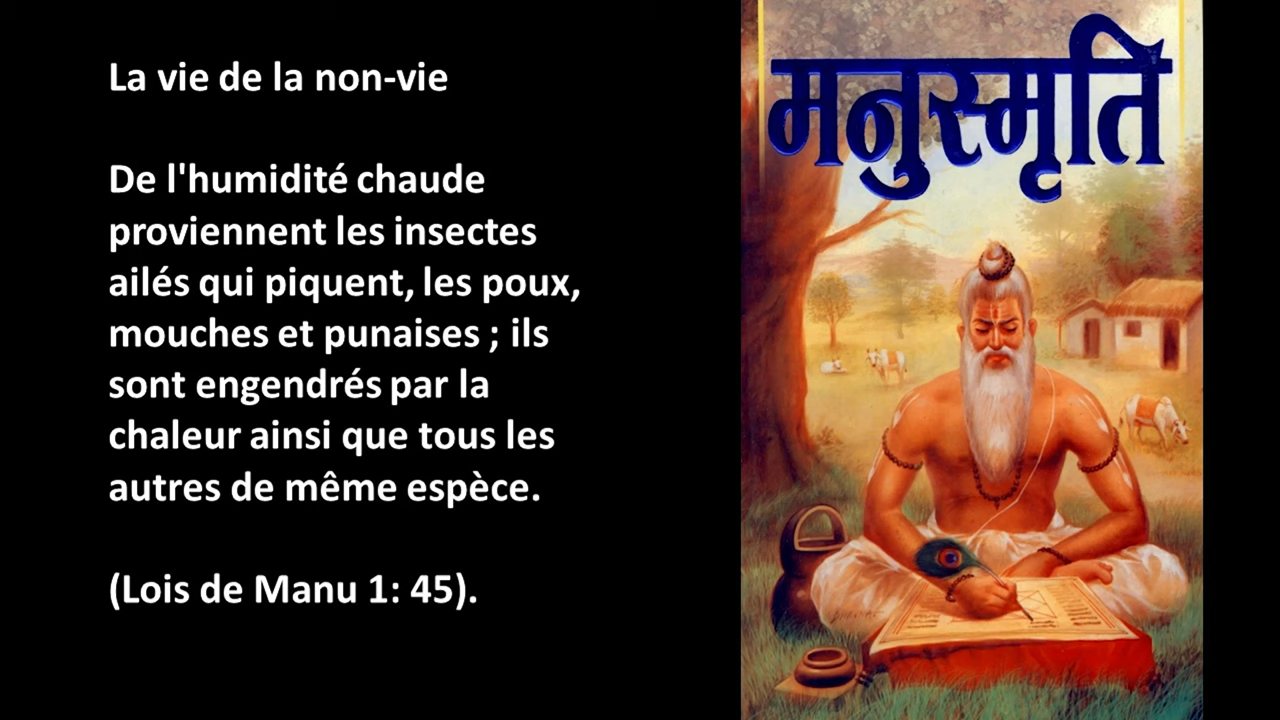 La vie de la non-vie
De l'humidité chaude
proviennent les insectes
ailés qui piquent, les poux,
mouches et punaises ; ils
sont engendrés par la
chaleur ainsi que tous les
autres de même espèce.
(Lois de Manu 1: 45).
मनुस्मृति